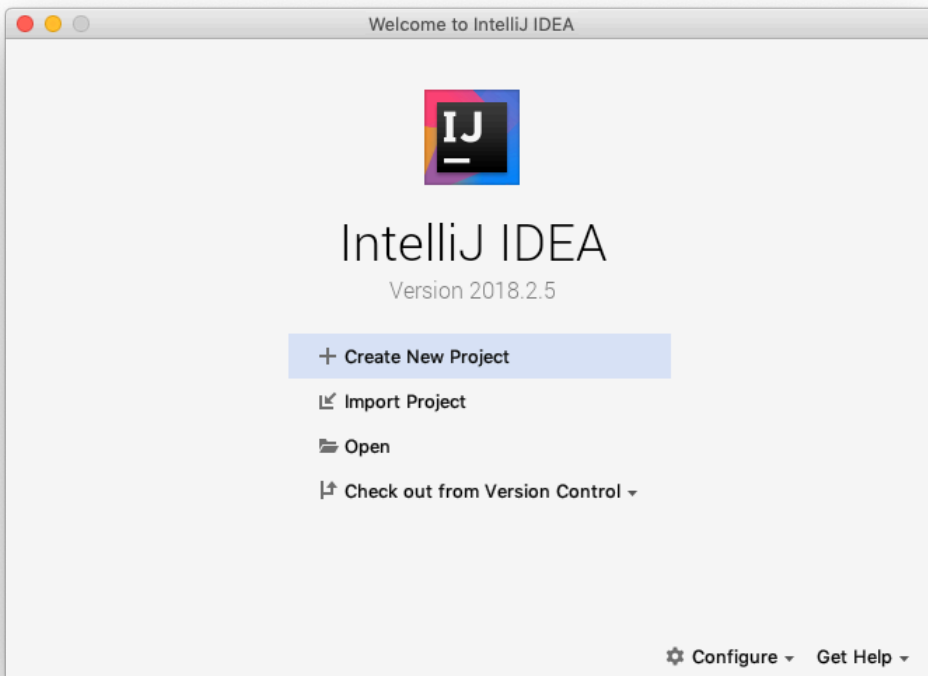 Welcome to IntelliJ IDEA
IJ
IntelliJ IDEA
Version 2018.2.5
Create New Project
Import Project
Open
Check out from Version Control
Configure Get Help